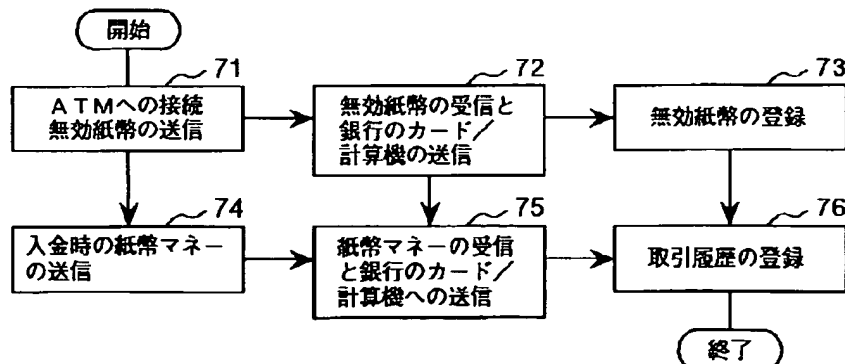 開始
71
ATMへの接続
無効紙幣の送信
72
無効紙幣の受信と
銀行のカード/
計算機の送信
73
無効紙幣の登録
74
入金時の紙幣マネー
の送信
75
紙幣マネーの受信
と銀行のカード/
計算機への送信
76
取引履歴の登録
終了